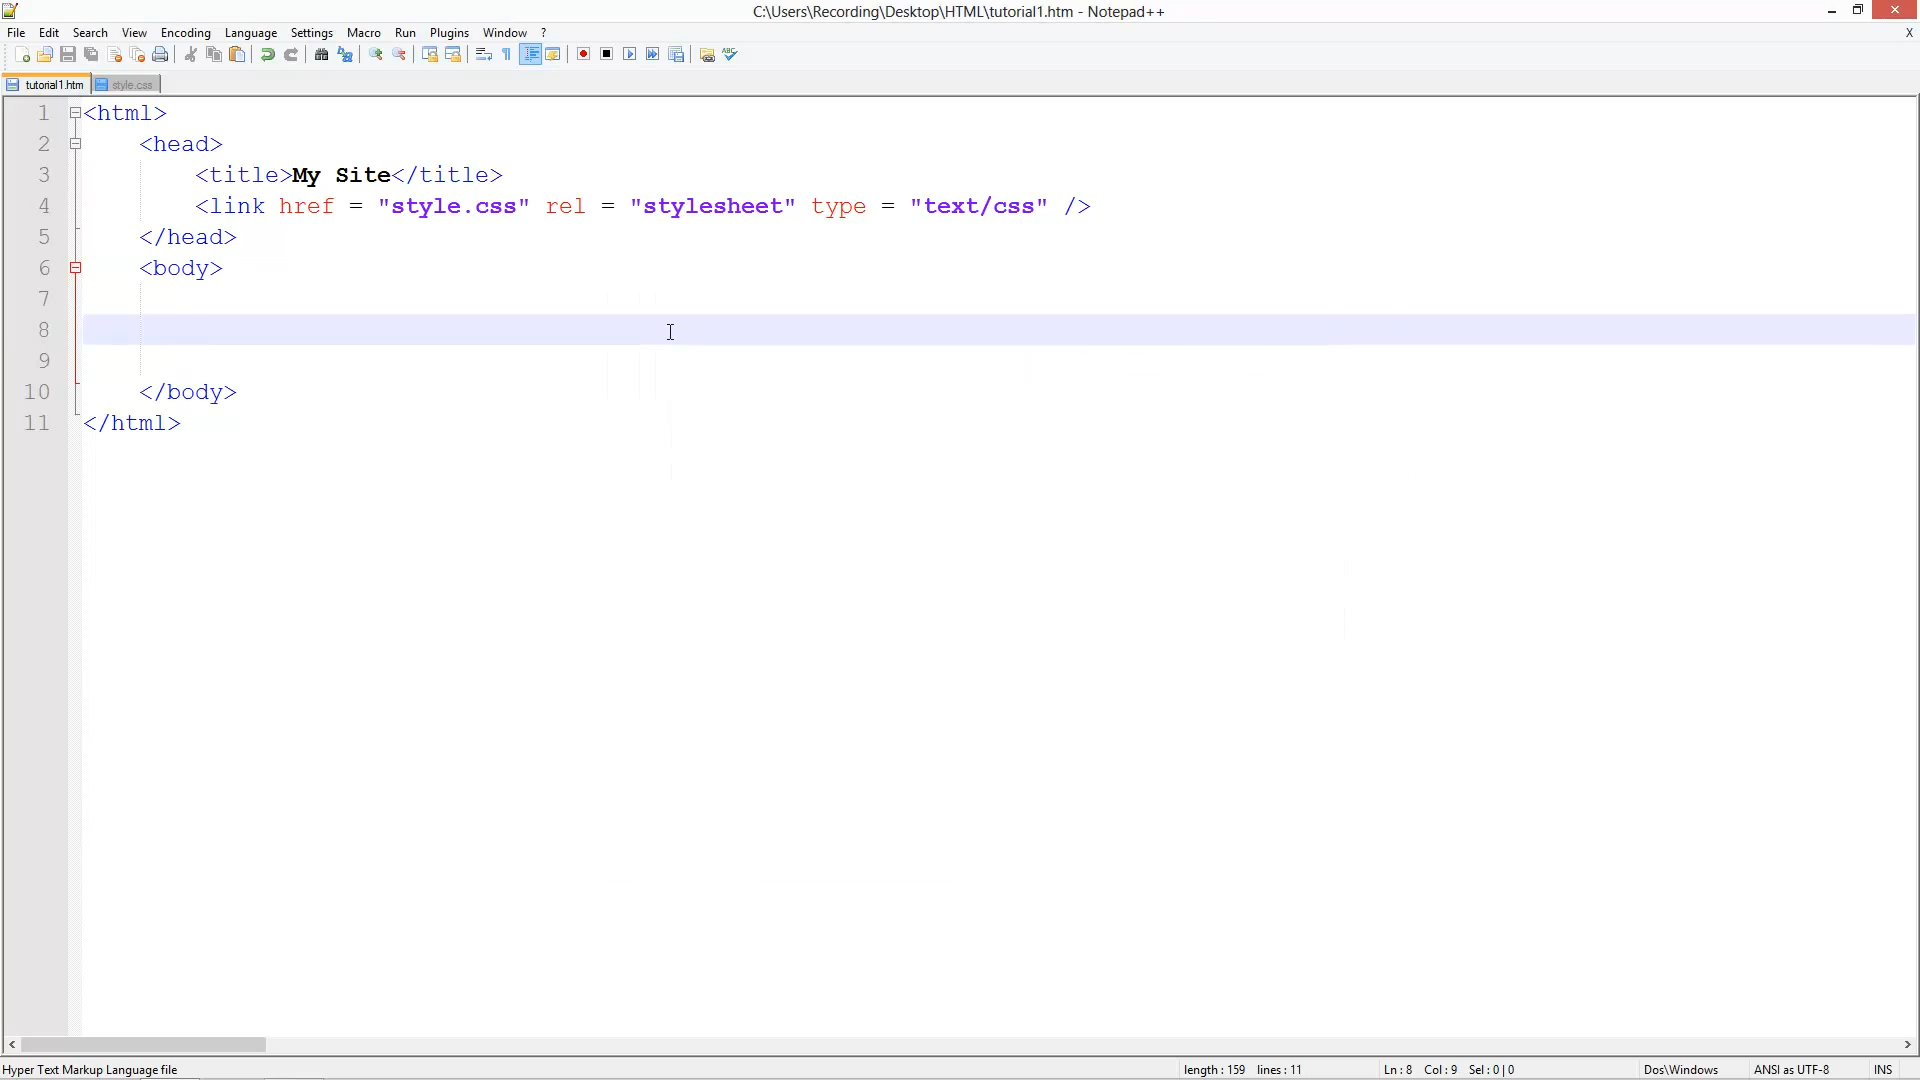 C:\Users\Recording\Desktop\HTML\tutorial1.htm - Notepad++
File Edit Search View Encoding Language Settings Macro Run Plugins Window ? X
tutorial1.htm style.css
1 <html>
2 <head>
3 <title>My Site</title>
4 <link href = "style.css" rel = "stylesheet" type = "text/css" />
5 </head>
6 <body>
7
8
9
10 </body>
11 </html>
Hyper Text Markup Language file length : 159 lines : 11 Ln : 8 Col : 9 Sel : 0 | 0 Dos\Windows ANSI as UTF-8 INS